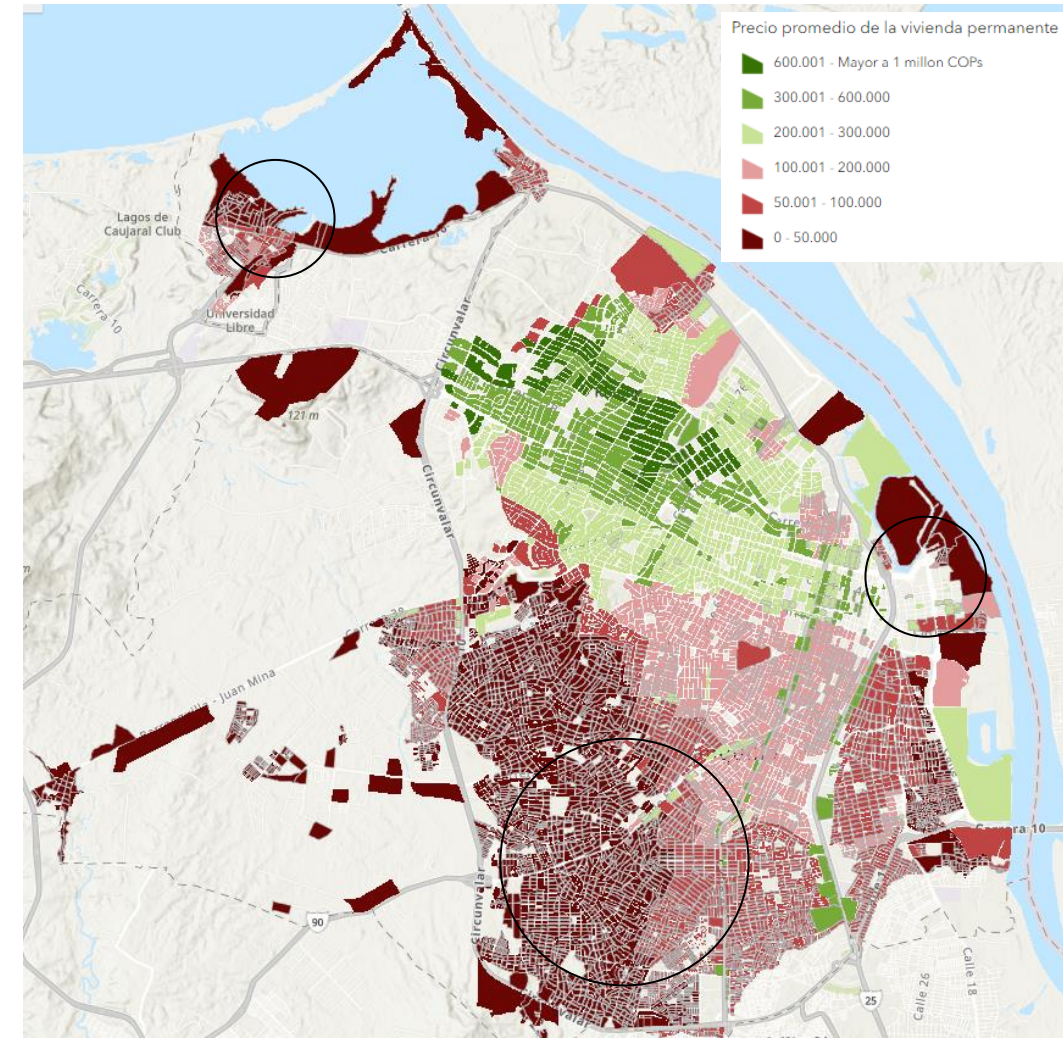 Precio promedio de la vivienda permanente
600.001 - Mayor a 1 millon COPs
300.001 - 600.000
200.001 - 300.000
100.001 - 200.000
50.001 - 100.000
0 - 50.000
Lagos de
Caujaral Club
Carrera 10
Universidad
Libre
Circunvalar
121 m
Circunvalar
Juan Mina
Circunvalar
90
Carrera 10
25
Calle 26
Calle 18